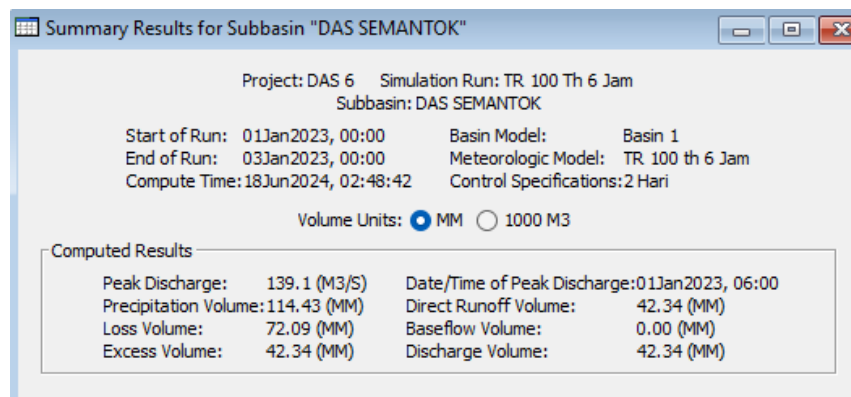 Summary Results for Subbasin "DAS SEMANTOK"
Project: DAS 6 Simulation Run: TR 100 Th 6 Jam
Subbasin: DAS SEMANTOK
Start of Run: 01Jan2023, 00:00 Basin Model: Basin 1
End of Run: 03Jan2023, 00:00 Meteorologic Model: TR 100 th 6 Jam
Compute Time:18Jun2024, 02:48:42 Control Specifications:2 Hari
Volume Units: MM 1000 M3
Computed Results
Peak Discharge: 139.1 (M3/S) Date/Time of Peak Discharge:01Jan2023, 06:00
Precipitation Volume:114.43 (MM) Direct Runoff Volume: 42.34 (MM)
Loss Volume: 72.09 (MM) Baseflow Volume: 0.00 (MM)
Excess Volume: 42.34 (MM) Discharge Volume: 42.34 (MM)